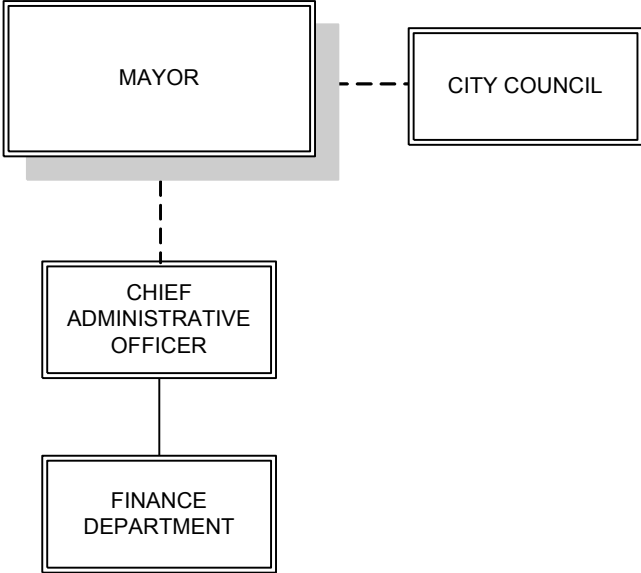 MAYOR
CITY COUNCIL
CHIEF
ADMINISTRATIVE
OFFICER
FINANCE
DEPARTMENT